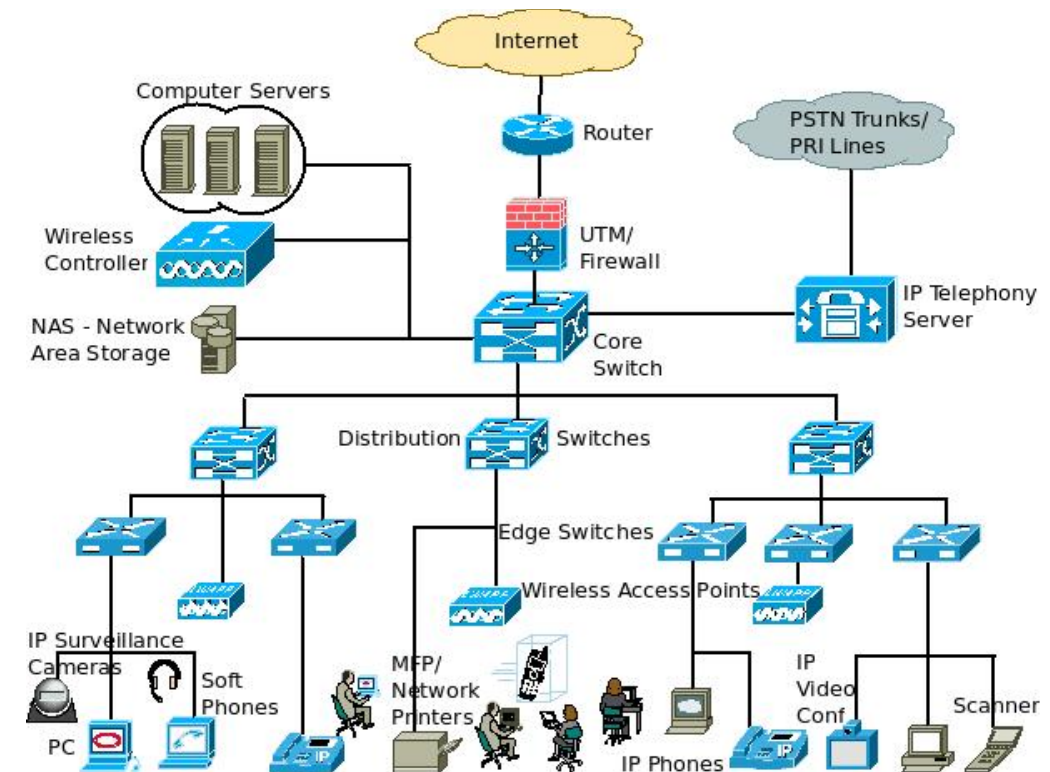 Internet
Computer Servers
PSTN Trunks/
PRI Lines
Router
Wireless
Controller
UTM/
Firewall
IP Telephony
Server
NAS - Network
Area Storage
Core
Switch
Distribution
Switches
Edge Switches
Wireless Access Points
IP Surveillance
Cameras
Soft
Phones
MFP/
Network
Printers
IP
Video
Conf
Scanner
PC
IP
IP Phones
IP